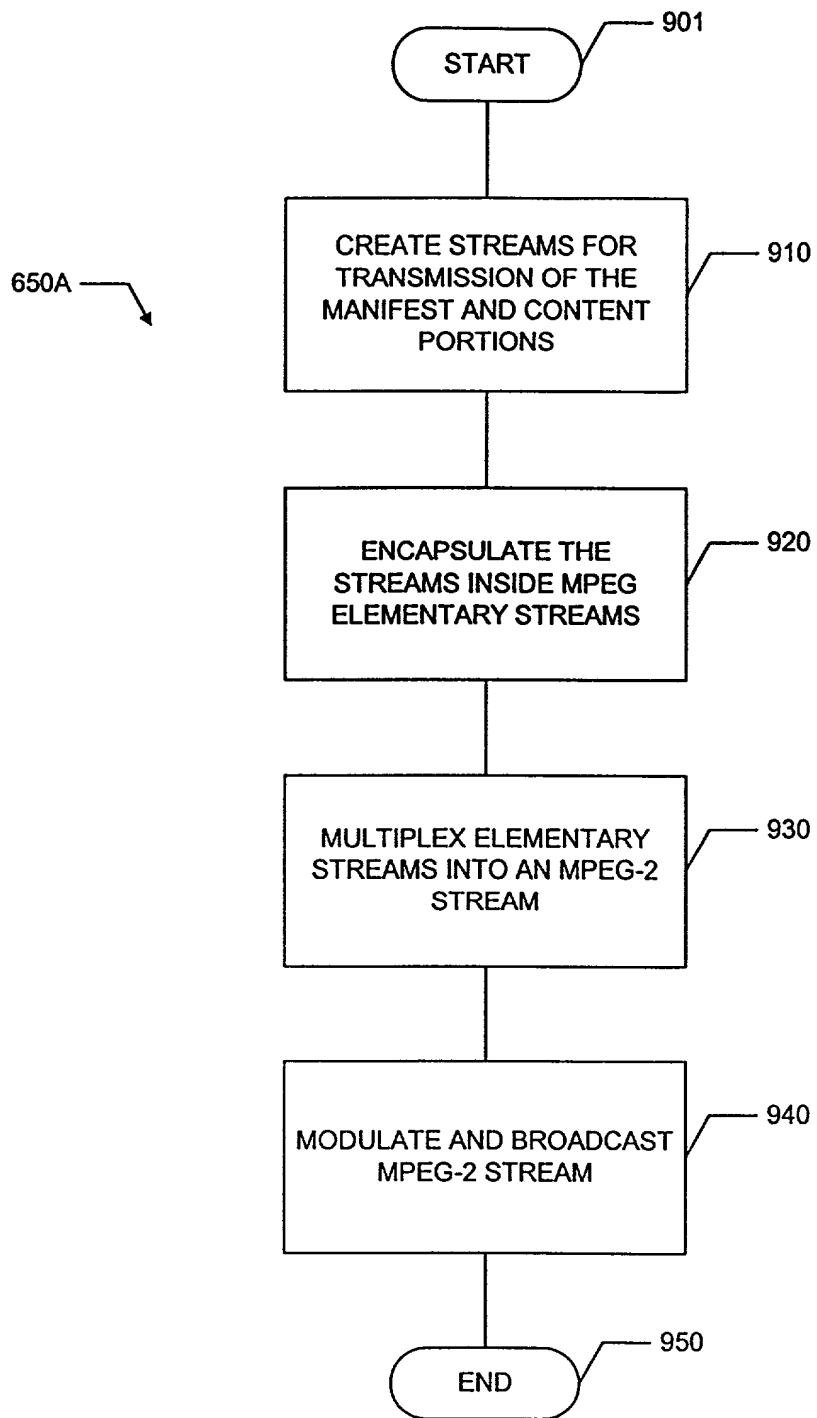 901
START
CREATE STREAMS FOR
TRANSMISSION OF THE
MANIFEST AND CONTENT
PORTIONS
910
650A
ENCAPSULATE THE
STREAMS INSIDE MPEG
ELEMENTARY STREAMS
920
MULTIPLEX ELEMENTARY
STREAMS INTO AN MPEG-2
STREAM
930
MODULATE AND BROADCAST
MPEG-2 STREAM
940
950
END